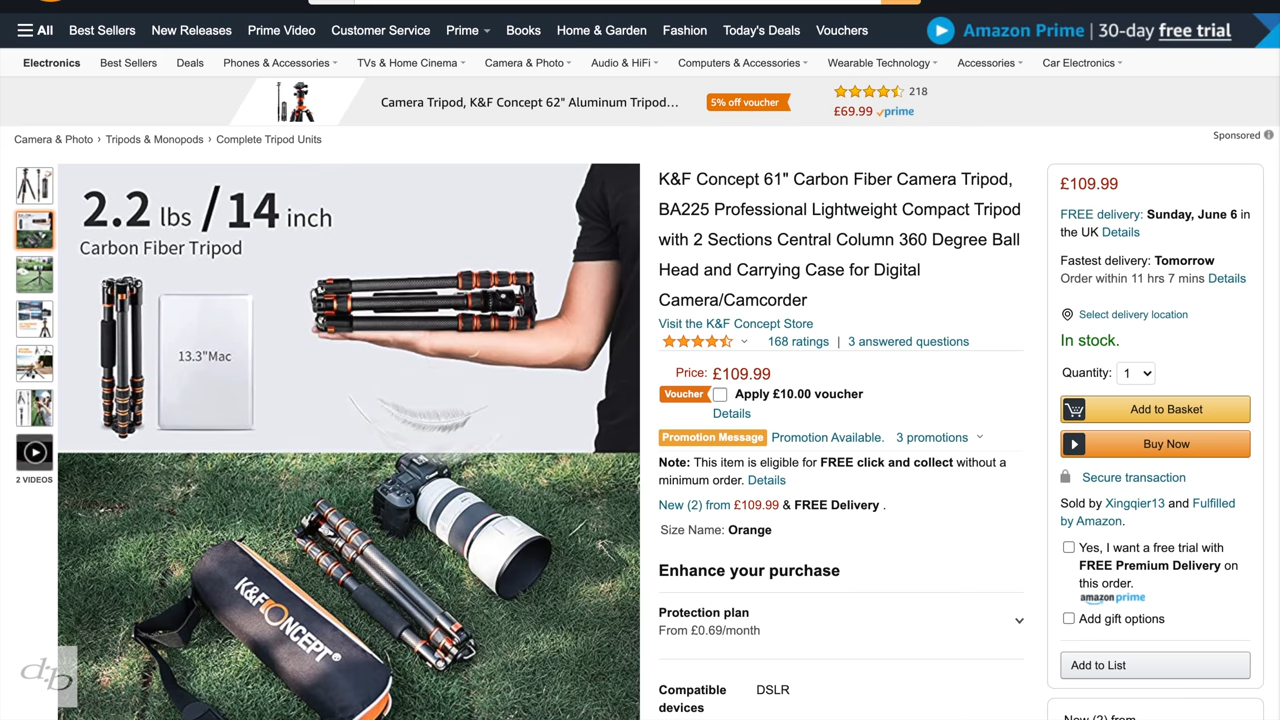 All Best Sellers New Releases Prime Video Customer Service Prime Books Home & Garden Fashion Today's Deals Vouchers Amazon Prime | 30-day free trial
Electronics Best Sellers Deals Phones & Accessories TVs & Home Cinema Camera & Photo Audio & HiFi Computers & Accessories Wearable Technology Accessories Car Electronics
Camera Tripod, K&F Concept 62" Aluminum Tripod… 5% off voucher 218
£69.99 prime
Camera & Photo › Tripods & Monopods › Complete Tripod Units
Sponsored
2.2 lbs / 14 inch
Carbon Fiber Tripod
13.3"Mac
K&F CONCEPT
2 VIDEOS
dp
K&F Concept 61" Carbon Fiber Camera Tripod,
BA225 Professional Lightweight Compact Tripod
with 2 Sections Central Column 360 Degree Ball
Head and Carrying Case for Digital
Camera/Camcorder
Visit the K&F Concept Store
168 ratings | 3 answered questions
Price: £109.99
Voucher Apply £10.00 voucher
Details
Promotion Message Promotion Available. 3 promotions
Note: This item is eligible for FREE click and collect without a
minimum order. Details
New (2) from £109.99 & FREE Delivery .
Size Name: Orange
Enhance your purchase
Protection plan
From £0.69/month
Compatible DSLR
devices
£109.99
FREE delivery: Sunday, June 6 in
the UK Details
Fastest delivery: Tomorrow
Order within 11 hrs 7 mins Details
Select delivery location
In stock.
Quantity: 1
Add to Basket
Buy Now
Secure transaction
Sold by Xingqier13 and Fulfilled
by Amazon.
Yes, I want a free trial with
FREE Premium Delivery on
this order.
amazon prime
Add gift options
Add to List
New (2) from